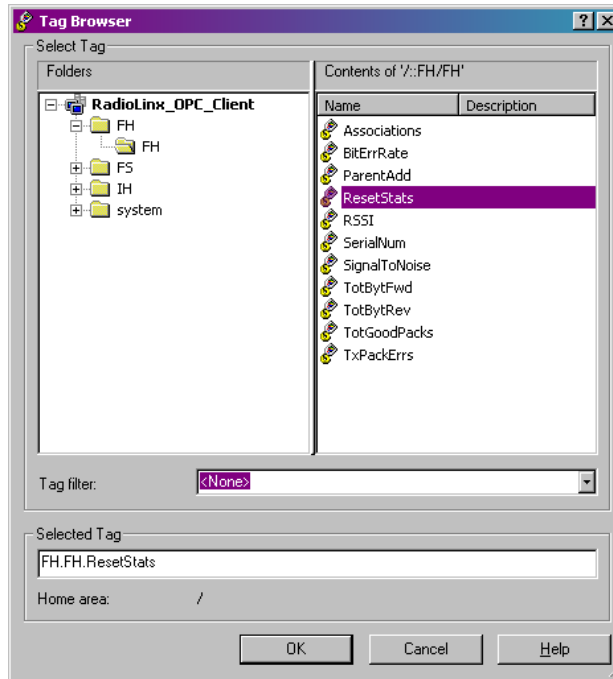 Tag Browser
Select Tag
Folders
Contents of '/::FH/FH'
RadioLinx_OPC_Client
FH
FH
FS
IH
system
Name Description
Associations
BitErrRate
ParentAdd
ResetStats
RSSI
SerialNum
SignalToNoise
TotBytFwd
TotBytRev
TotGoodPacks
TxPackErrs
Tag filter: <None>
Selected Tag
FH.FH.ResetStats
Home area: /
OK Cancel Help